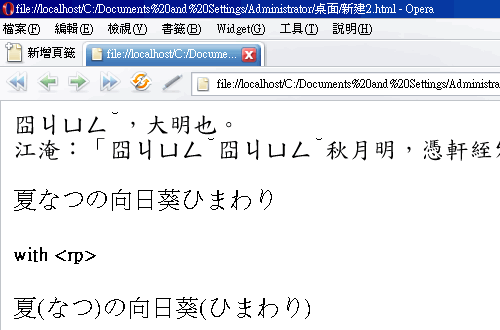 file://localhost/C:/Documents%20and%20Settings/Administrator/桌面/新建2.html - Opera
檔案(F) 編輯(E) 檢視(V) 書籤(B) Widget(G) 工具(T) 說明(H)
新增頁籤 file://localhost/C:/Docume...
file://localhost/C:/Documents%20and%20Settings/Administra
囧ㄐㄩㄥˇ，大明也。
江淹：「囧ㄐㄩㄥˇ囧ㄐㄩㄥˇ秋月明，憑軒絰
夏なつの向日葵ひまわり
with <rp>
夏(なつ)の向日葵(ひまわり)